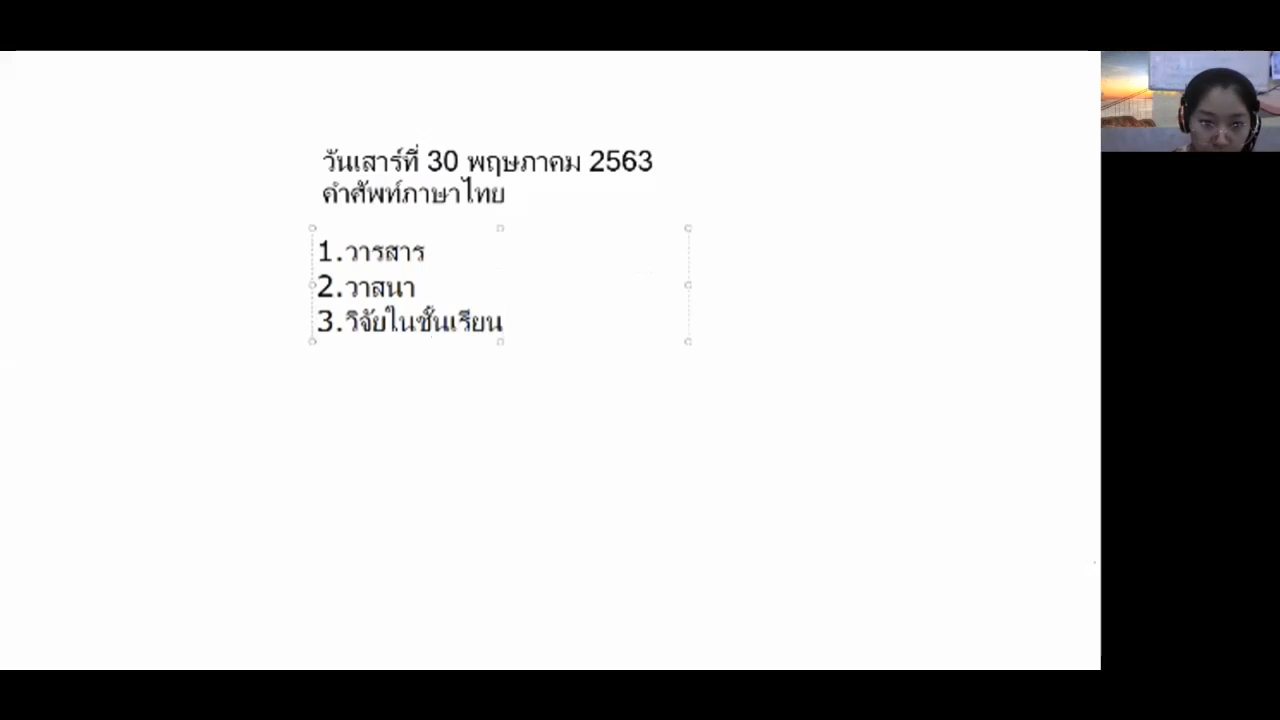 วันเสาร์ที่ 30 พฤษภาคม 2563
คำศัพท์ภาษาไทย
1.วารสาร
2.วาสนา
3.วิจัยในชั้นเรียน